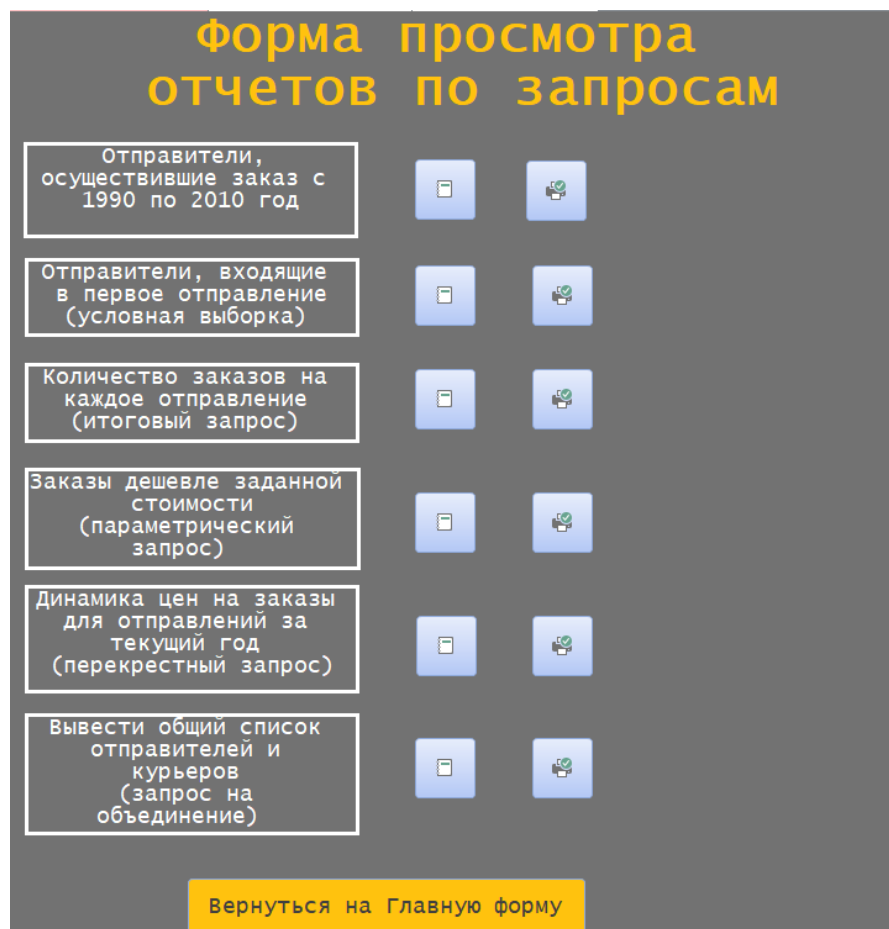 Форма просмотра
отчетов по запросам
Отправители,
осуществившие заказ с
1990 по 2010 год
Отправители, входящие
в первое отправление
(условная выборка)
Количество заказов на
каждое отправление
(итоговый запрос)
Заказы дешевле заданной
стоимости
(параметрический
запрос)
Динамика цен на заказы
для отправлений за
текущий год
(перекрестный запрос)
Вывести общий список
отправителей и
курьеров
(запрос на
объединение)
Вернуться на Главную форму